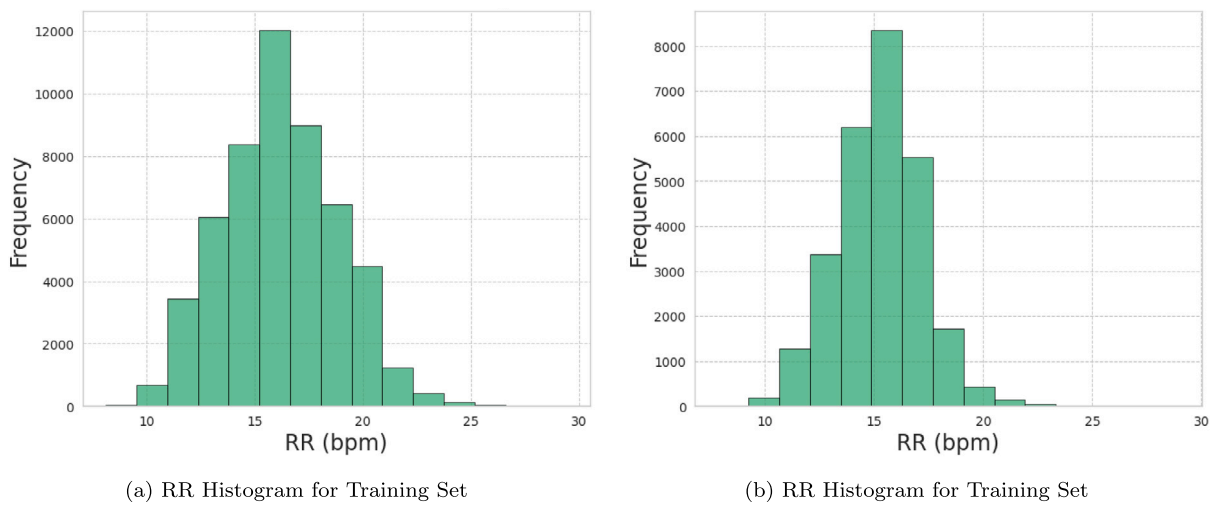 12000
10000
8000
6000
4000
2000
0
Frequency
10 15 20 25 30
RR (bpm)
(a) RR Histogram for Training Set
8000
7000
6000
5000
4000
3000
2000
1000
0
Frequency
10 15 20 25 30
RR (bpm)
(b) RR Histogram for Training Set